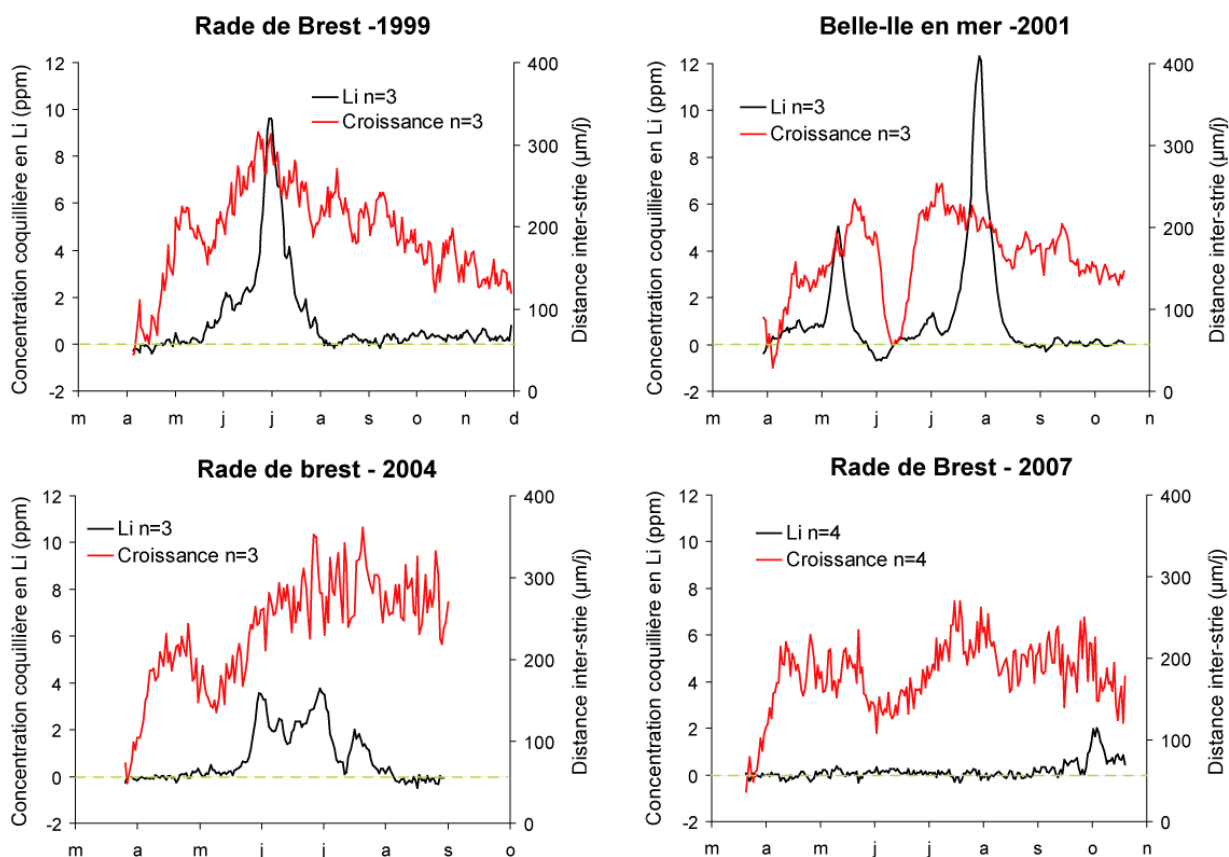 Rade de Brest -1999
Concentration coquillière en Li (ppm)
12
10
8
6
4
2
0
-2
Li n=3
Croissance n=3
400
300
200
100
0
Distance inter-strie (µm/j)
m a m j j a s o n d
Belle-Ile en mer -2001
Concentration coquillière en Li (ppm)
12
10
8
6
4
2
0
-2
Li n=3
Croissance n=3
400
300
200
100
0
Distance inter-strie (µm/j)
m a m j j a s o n
Rade de brest - 2004
Concentration coquillière en Li (ppm)
12
10
8
6
4
2
0
-2
Li n=3
Croissance n=3
400
300
200
100
0
Distance inter-strie (µm/j)
m a m j j a s o
Rade de Brest - 2007
Concentration coquillière en Li (ppm)
12
10
8
6
4
2
0
-2
Li n=4
Croissance n=4
400
300
200
100
0
Distance inter-strie (µm/j)
m a m j j a s o n